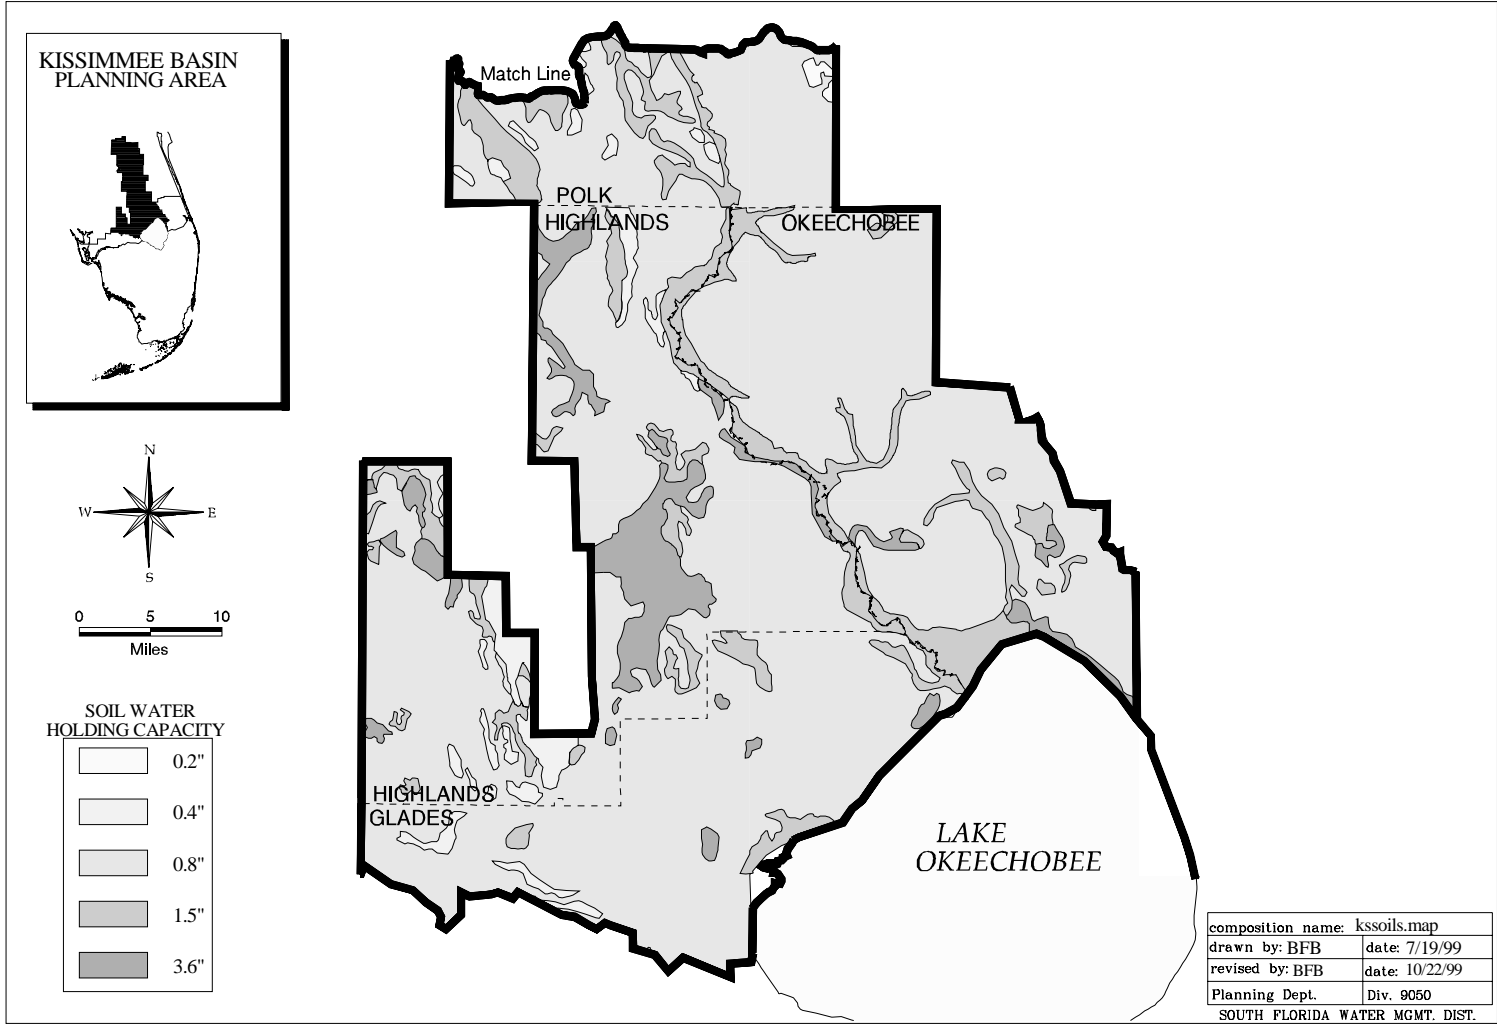 KISSIMMEE BASIN
PLANNING AREA
Match Line
POLK
HIGHLANDS
OKEECHOBEE
N
W
E
S
0 5 10
Miles
SOIL WATER
HOLDING CAPACITY
0.2"
0.4"
0.8"
1.5"
3.6"
HIGHLANDS
GLADES
LAKE
OKEECHOBEE
composition name: kssoils.map
drawn by: BFB date: 7/19/99
revised by: BFB date: 10/22/99
Planning Dept. Div. 9050
SOUTH FLORIDA WATER MGMT. DIST.